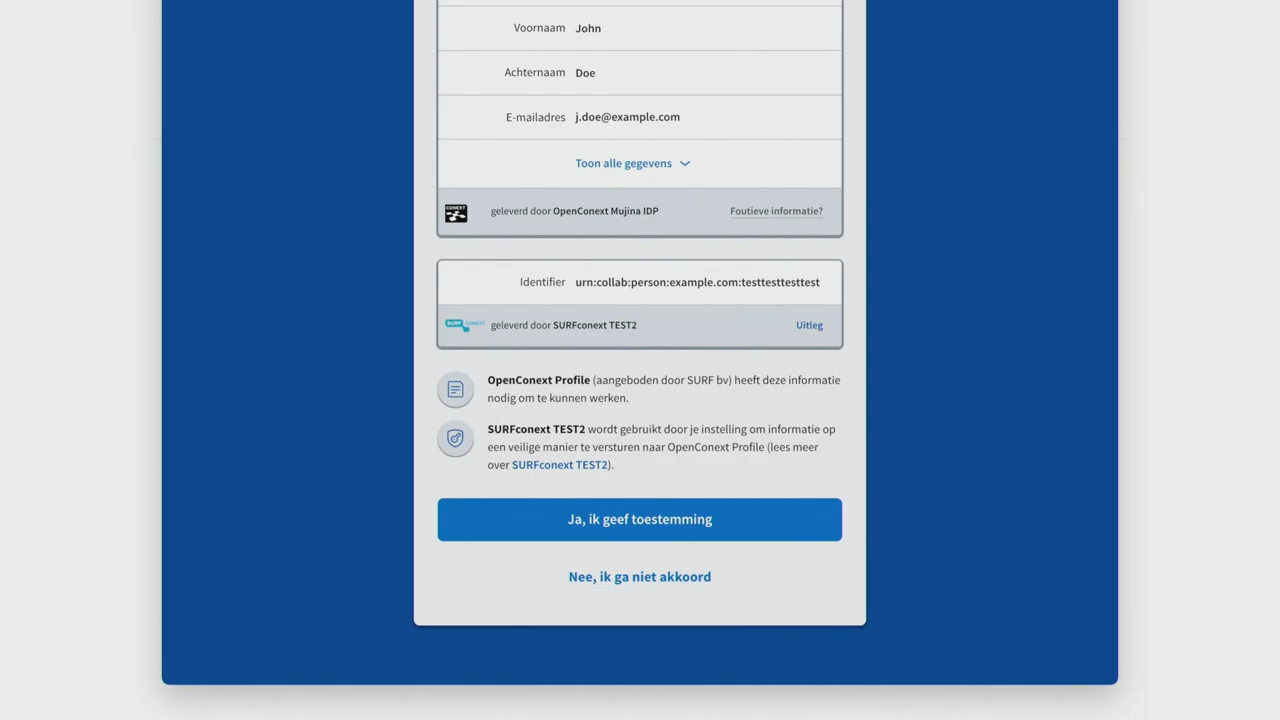 Voornaam John
Achternaam Doe
E-mailadres j.doe@example.com
Toon alle gegevens
CONEXT geleverd door OpenConext Mujina IDP Foutieve informatie?
Identifier urn:collab:person:example.com:testtesttesttest
SURF CONEXT geleverd door SURFconext TEST2 Uitleg
OpenConext Profile (aangeboden door SURF bv) heeft deze informatie
nodig om te kunnen werken.
SURFconext TEST2 wordt gebruikt door je instelling om informatie op
een veilige manier te versturen naar OpenConext Profile (lees meer
over SURFconext TEST2).
Ja, ik geef toestemming
Nee, ik ga niet akkoord